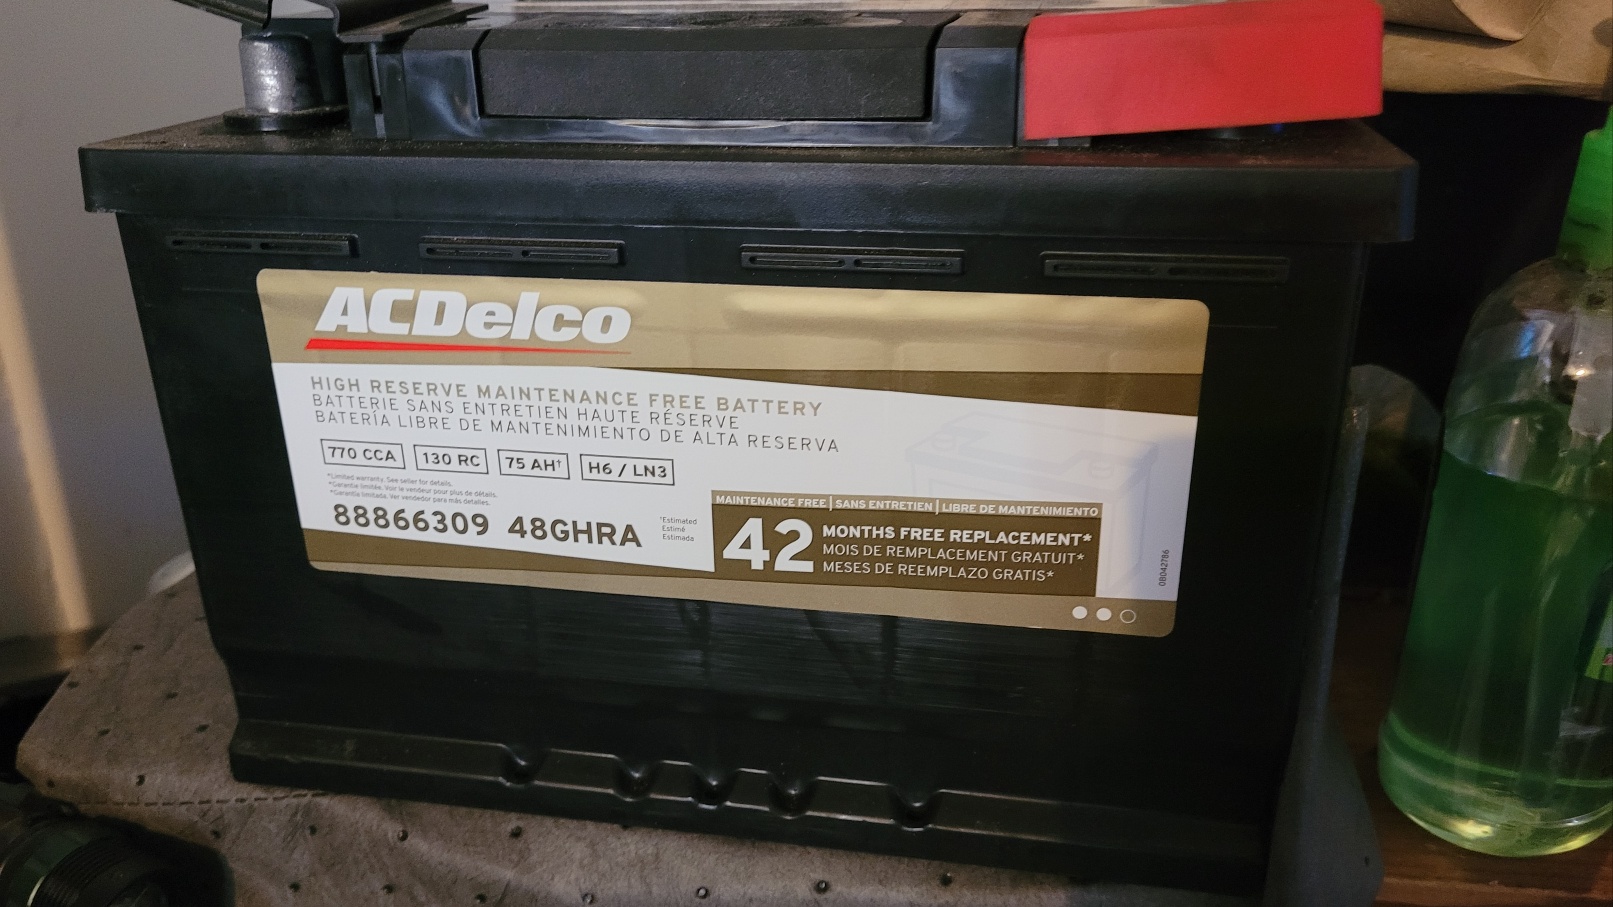 ACDelco
HIGH RESERVE MAINTENANCE FREE BATTERY
BATTERIE SANS ENTRETIEN HAUTE RÉSERVE
BATERÍA LIBRE DE MANTENIMIENTO DE ALTA RESERVA
770 CCA 130 RC 75 AH† H6 / LN3
*Limited warranty. See seller for details.
*Garantie limitée. Voir le vendeur pour plus de détails.
*Garantía limitada. Ver vendedor para más detalles.
88866309 48GHRA
†Estimated
Estimé
Estimada
MAINTENANCE FREE | SANS ENTRETIEN | LIBRE DE MANTENIMIENTO
42 MONTHS FREE REPLACEMENT*
MOIS DE REMPLACEMENT GRATUIT*
MESES DE REEMPLAZO GRATIS*
08042786